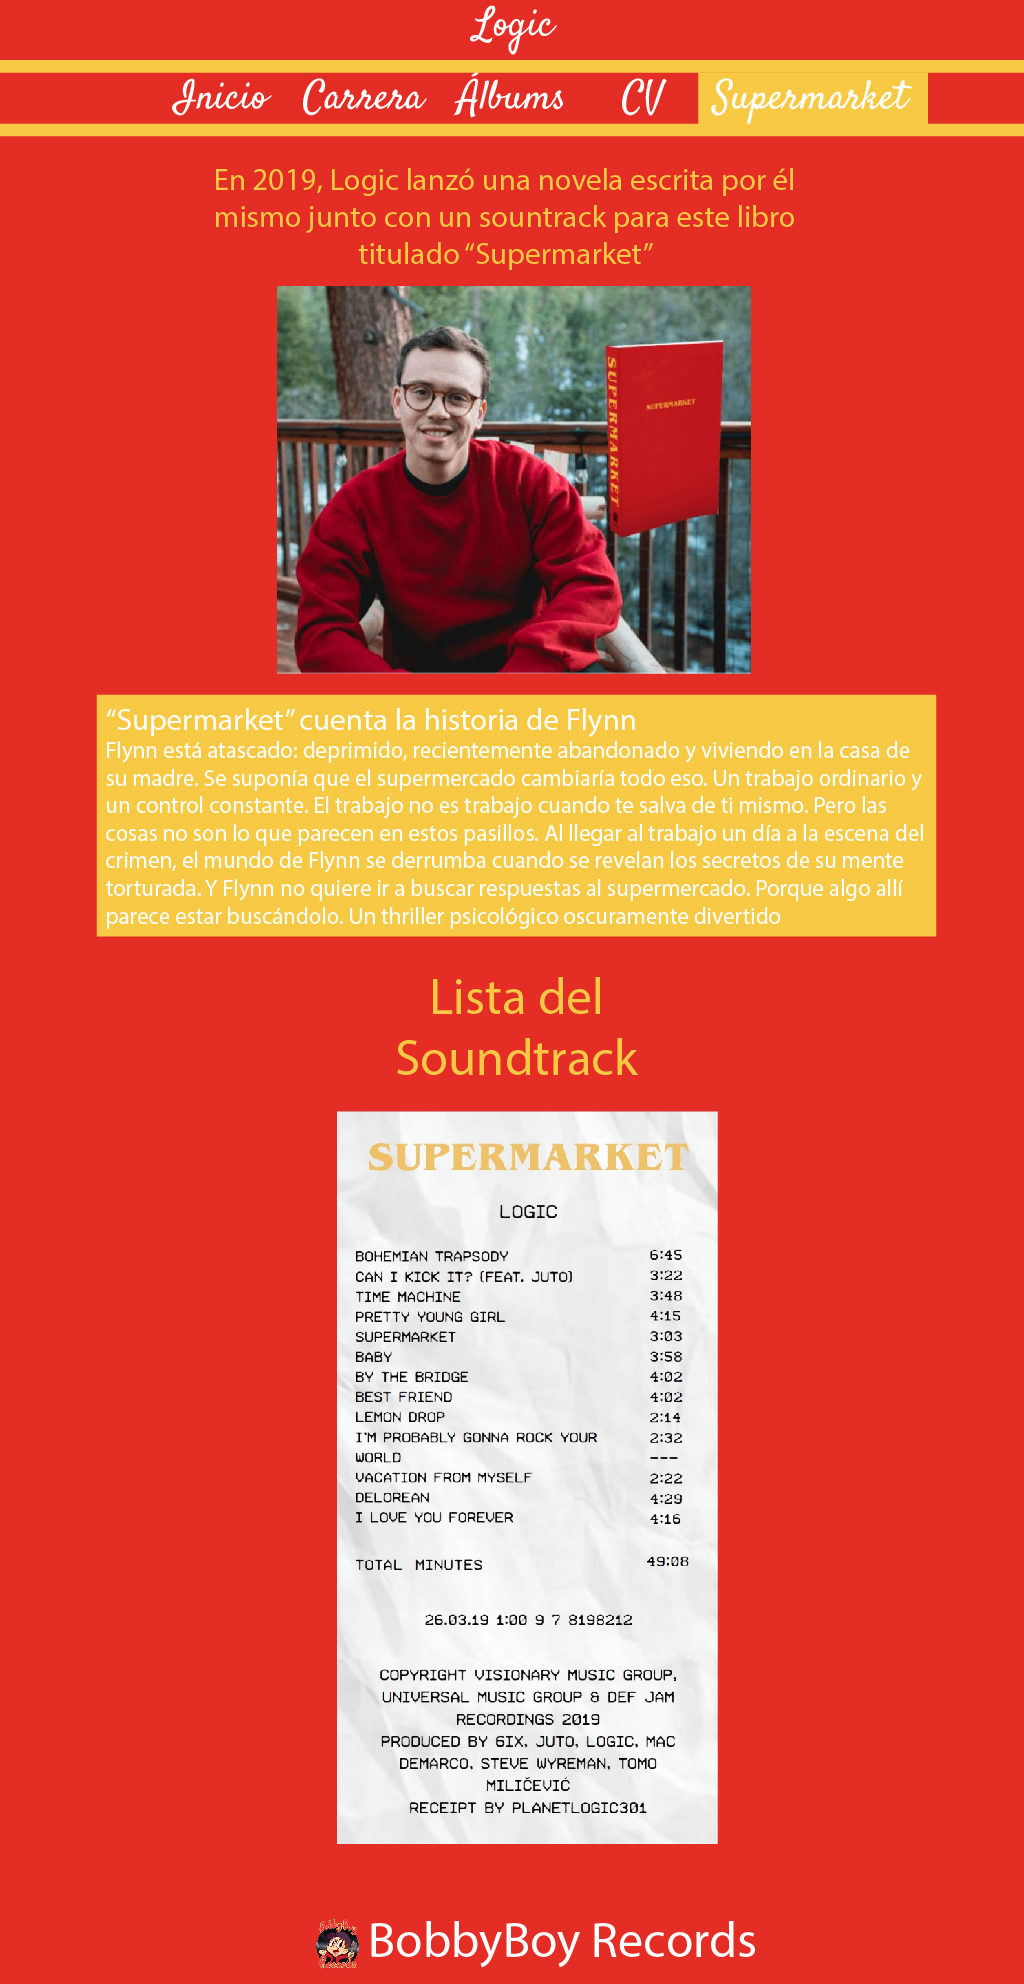 Logic
Inicio Carrera Álbums CV Supermarket
En 2019, Logic lanzó una novela escrita por él
mismo junto con un sountrack para este libro
titulado “Supermarket”
SUPERMARKET
SUPERMARKET
“Supermarket” cuenta la historia de Flynn
Flynn está atascado: deprimido, recientemente abandonado y viviendo en la casa de
su madre. Se suponía que el supermercado cambiaría todo eso. Un trabajo ordinario y
un control constante. El trabajo no es trabajo cuando te salva de ti mismo. Pero las
cosas no son lo que parecen en estos pasillos. Al llegar al trabajo un día a la escena del
crimen, el mundo de Flynn se derrumba cuando se revelan los secretos de su mente
torturada. Y Flynn no quiere ir a buscar respuestas al supermercado. Porque algo allí
parece estar buscándolo. Un thriller psicológico oscuramente divertido
Lista del
Soundtrack
SUPERMARKET
LOGIC
BOHEMIAN TRAPSODY 6:45
CAN I KICK IT? (FEAT. JUTO) 3:22
TIME MACHINE 3:48
PRETTY YOUNG GIRL 4:15
SUPERMARKET 3:03
BABY 3:58
BY THE BRIDGE 4:02
BEST FRIEND 4:02
LEMON DROP 2:14
I'M PROBABLY GONNA ROCK YOUR 2:32
WORLD ---
VACATION FROM MYSELF 2:22
DELOREAN 4:29
I LOVE YOU FOREVER 4:16
TOTAL MINUTES 49:08
26.03.19 1:00 9 7 8198212
COPYRIGHT VISIONARY MUSIC GROUP,
UNIVERSAL MUSIC GROUP & DEF JAM
RECORDINGS 2019
PRODUCED BY 6IX, JUTO, LOGIC, MAC
DEMARCO, STEVE WYREMAN, TOMO
MILIČEVIĆ
RECEIPT BY PLANETLOGIC301
BobbyBoy Records